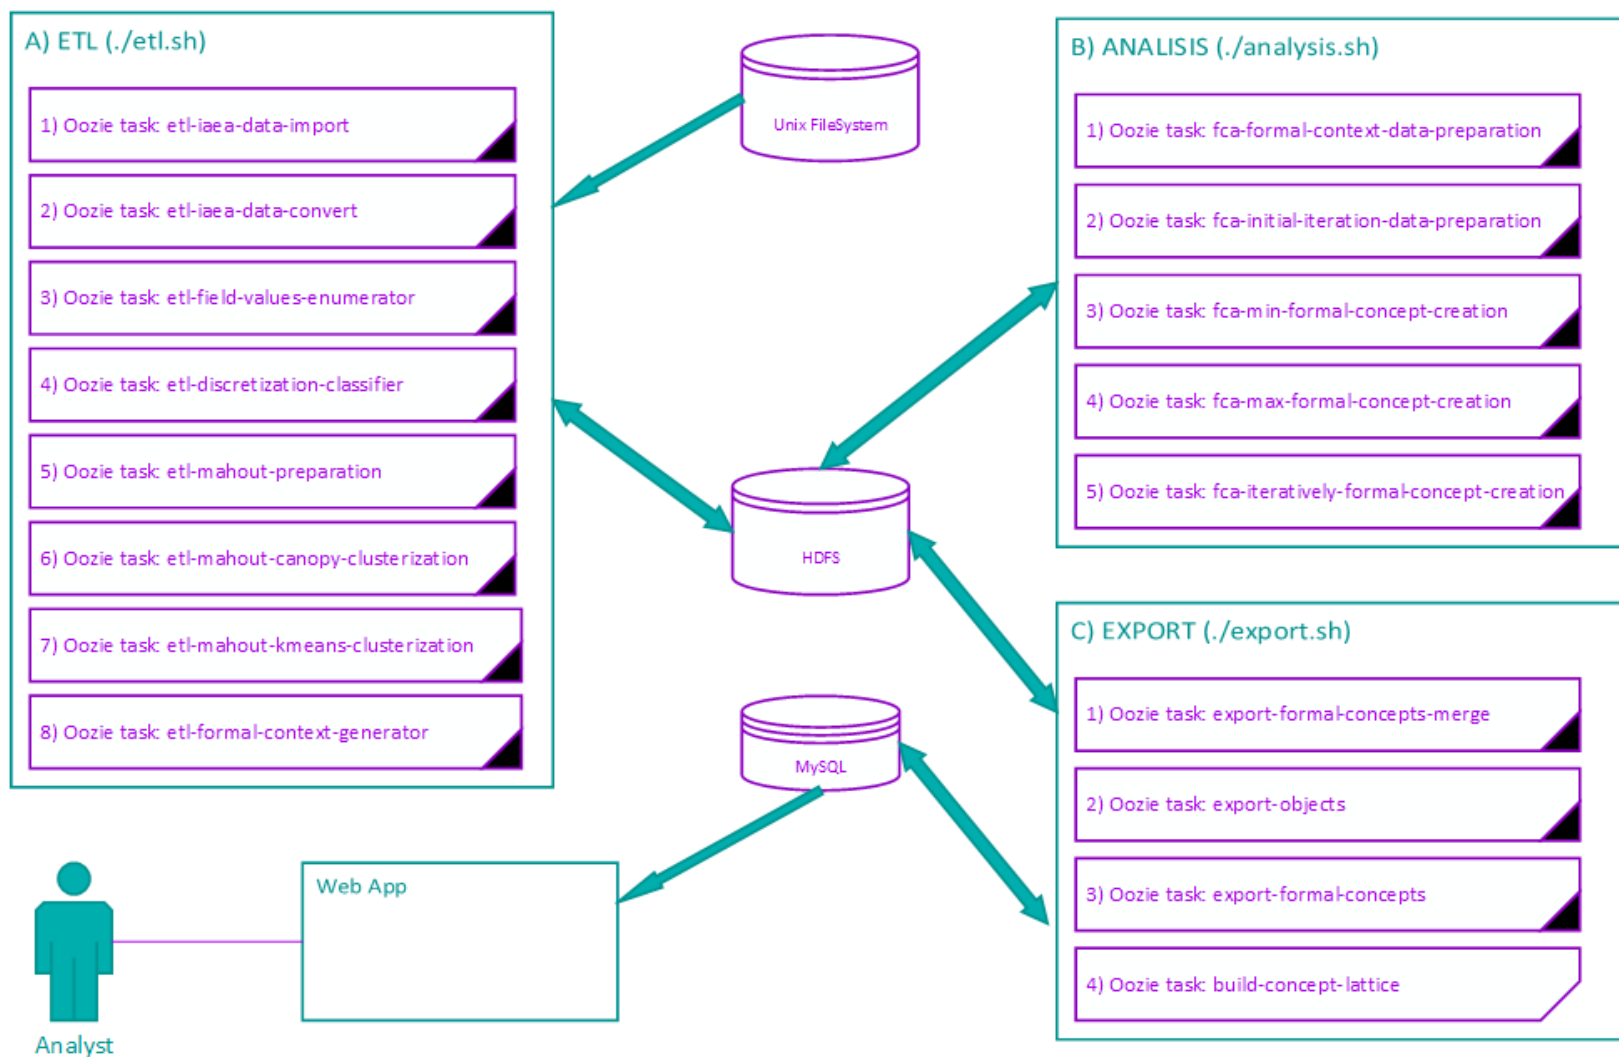 A) ETL (./etl.sh)
1) Oozie task: etl-iaea-data-import
2) Oozie task: etl-iaea-data-convert
3) Oozie task: etl-field-values-enumerator
4) Oozie task: etl-discretization-classifier
5) Oozie task: etl-mahout-preparation
6) Oozie task: etl-mahout-canopy-clusterization
7) Oozie task: etl-mahout-kmeans-clusterization
8) Oozie task: etl-formal-context-generator
Unix FileSystem
HDFS
MySQL
B) ANALISIS (./analysis.sh)
1) Oozie task: fca-formal-context-data-preparation
2) Oozie task: fca-initial-iteration-data-preparation
3) Oozie task: fca-min-formal-concept-creation
4) Oozie task: fca-max-formal-concept-creation
5) Oozie task: fca-iteratively-formal-concept-creation
C) EXPORT (./export.sh)
1) Oozie task: export-formal-concepts-merge
2) Oozie task: export-objects
3) Oozie task: export-formal-concepts
4) Oozie task: build-concept-lattice
Web App
Analyst